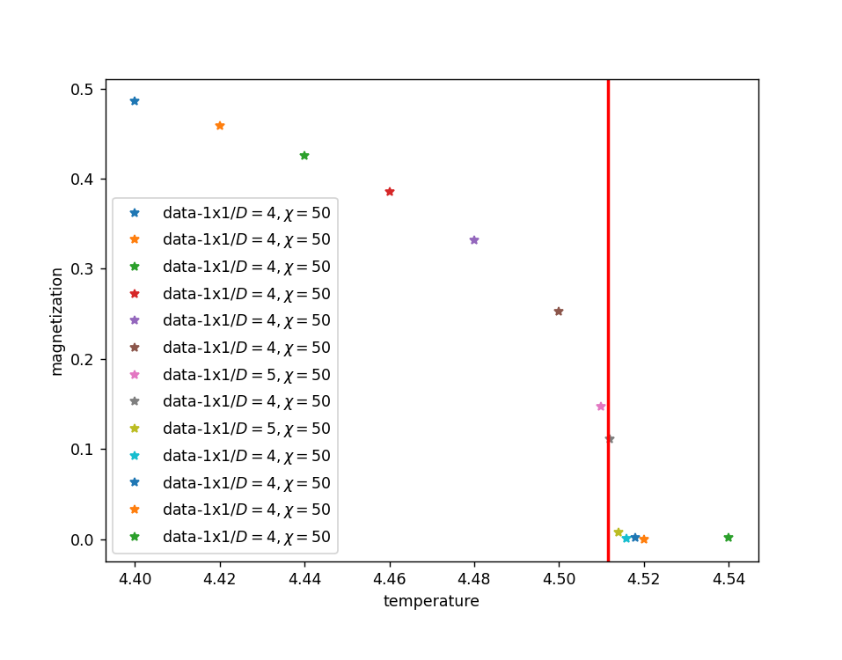 0.5
0.4
0.3
0.2
0.1
0.0
magnetization
data-1x1/D = 4, χ = 50
data-1x1/D = 4, χ = 50
data-1x1/D = 4, χ = 50
data-1x1/D = 4, χ = 50
data-1x1/D = 4, χ = 50
data-1x1/D = 4, χ = 50
data-1x1/D = 5, χ = 50
data-1x1/D = 4, χ = 50
data-1x1/D = 5, χ = 50
data-1x1/D = 4, χ = 50
data-1x1/D = 4, χ = 50
data-1x1/D = 4, χ = 50
data-1x1/D = 4, χ = 50
4.40 4.42 4.44 4.46 4.48 4.50 4.52 4.54
temperature